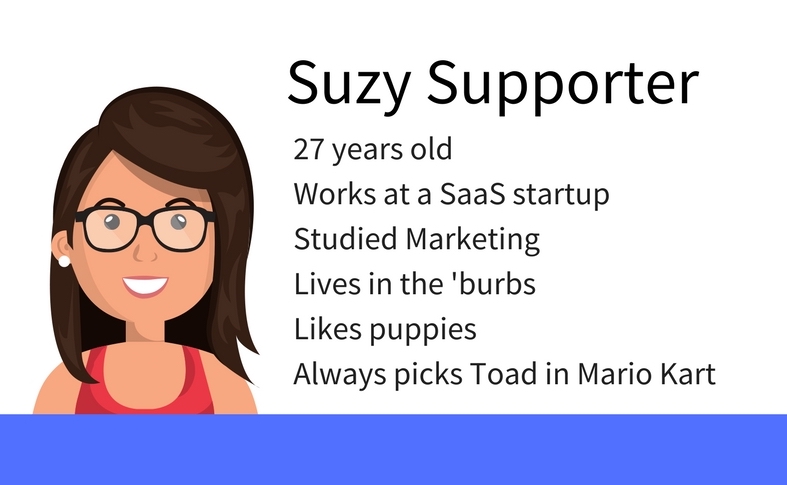 Suzy Supporter
27 years old
Works at a SaaS startup
Studied Marketing
Lives in the 'burbs
Likes puppies
Always picks Toad in Mario Kart